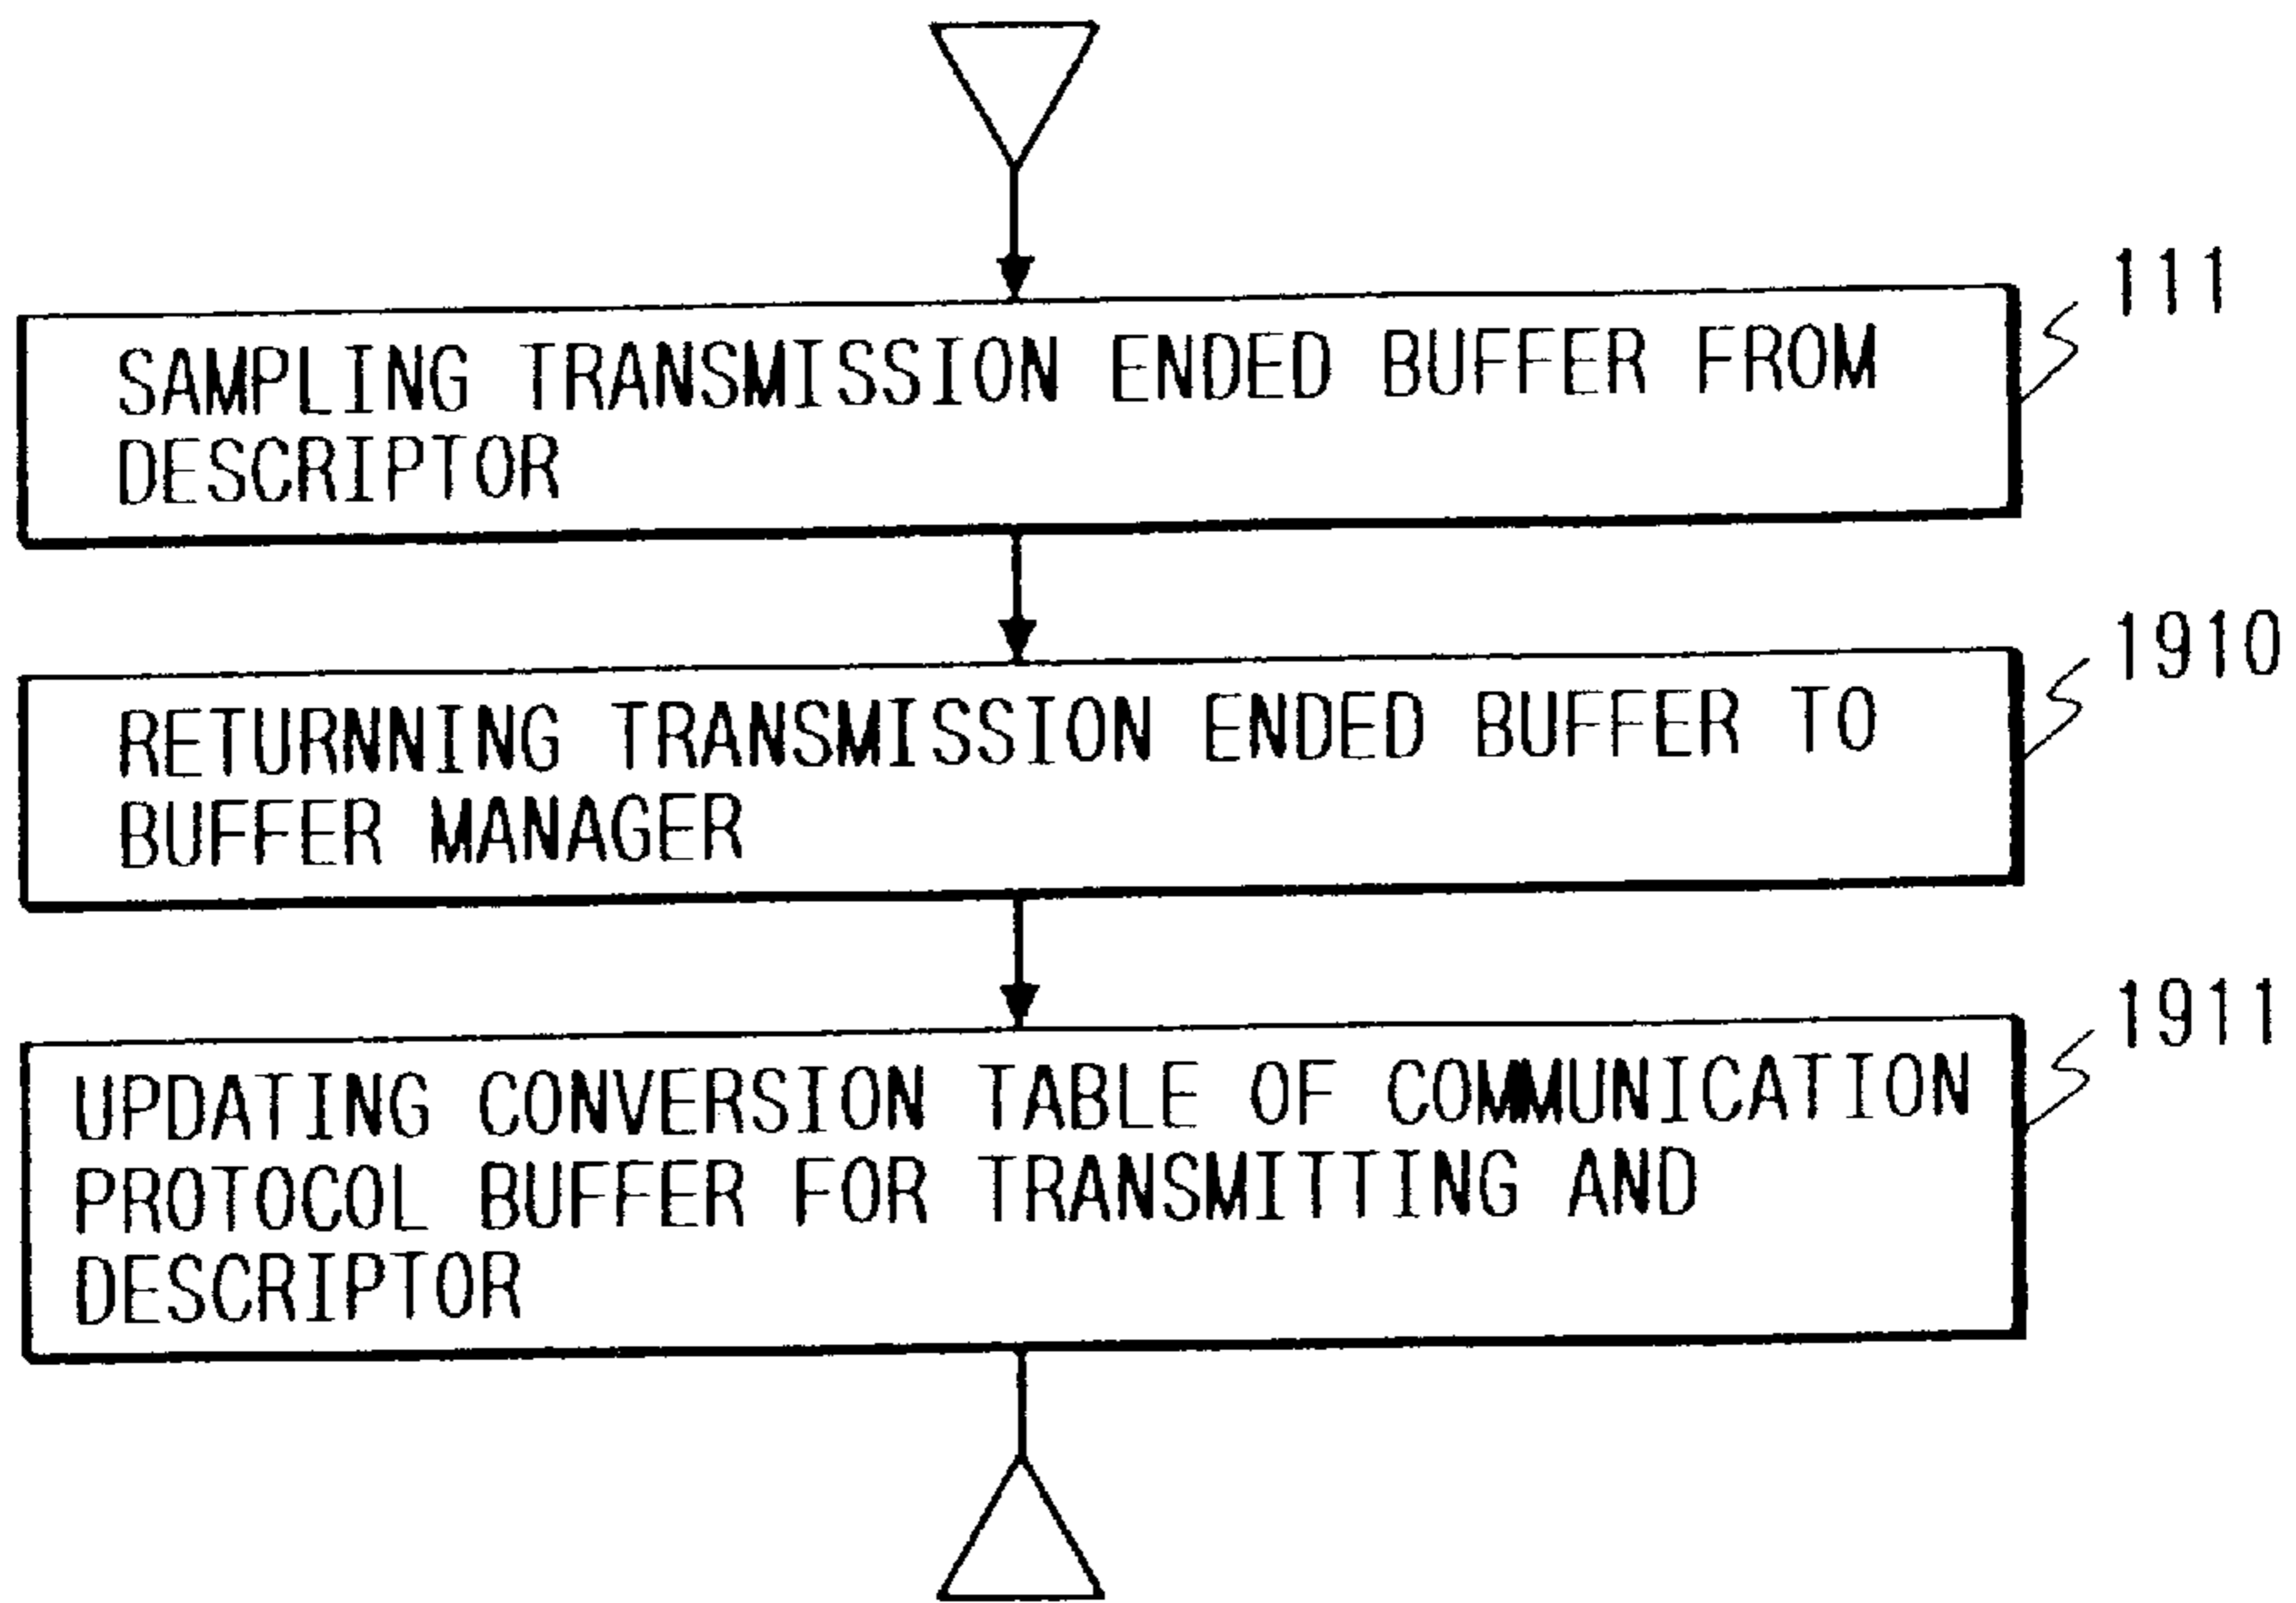 111
SAMPLING TRANSMISSION ENDED BUFFER FROM
DESCRIPTOR
1910
RETURNNING TRANSMISSION ENDED BUFFER TO
BUFFER MANAGER
1911
UPDATING CONVERSION TABLE OF COMMUNICATION
PROTOCOL BUFFER FOR TRANSMITTING AND
DESCRIPTOR